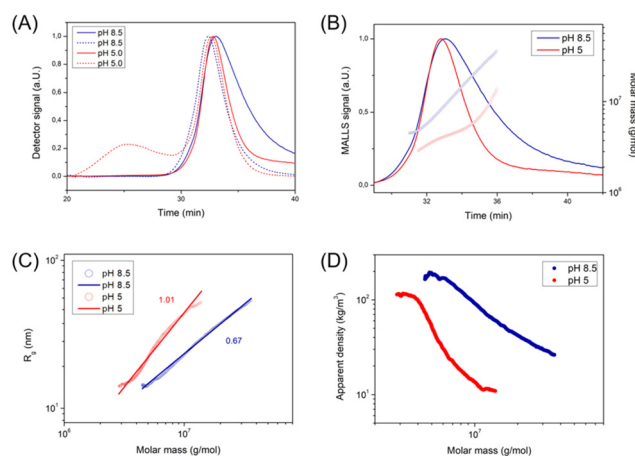 (A)
pH 8.5
pH 8.5
pH 5.0
pH 5.0
1,0
0,8
0,6
0,4
0,2
0,0
Detector signal (a.U.)
20
30
40
Time (min)
(B)
pH 8.5
pH 5
1,0
0,5
0,0
MALLS signal (a.U.)
10⁷
10⁶
Molar mass (g/mol)
32
36
40
Time (min)
(C)
pH 8.5
pH 8.5
pH 5
pH 5
1.01
0.67
10²
10¹
Rg (nm)
10⁶
10⁷
Molar mass (g/mol)
(D)
pH 8.5
pH 5
10²
10¹
Apparent density (kg/m³)
10⁷
Molar mass (g/mol)